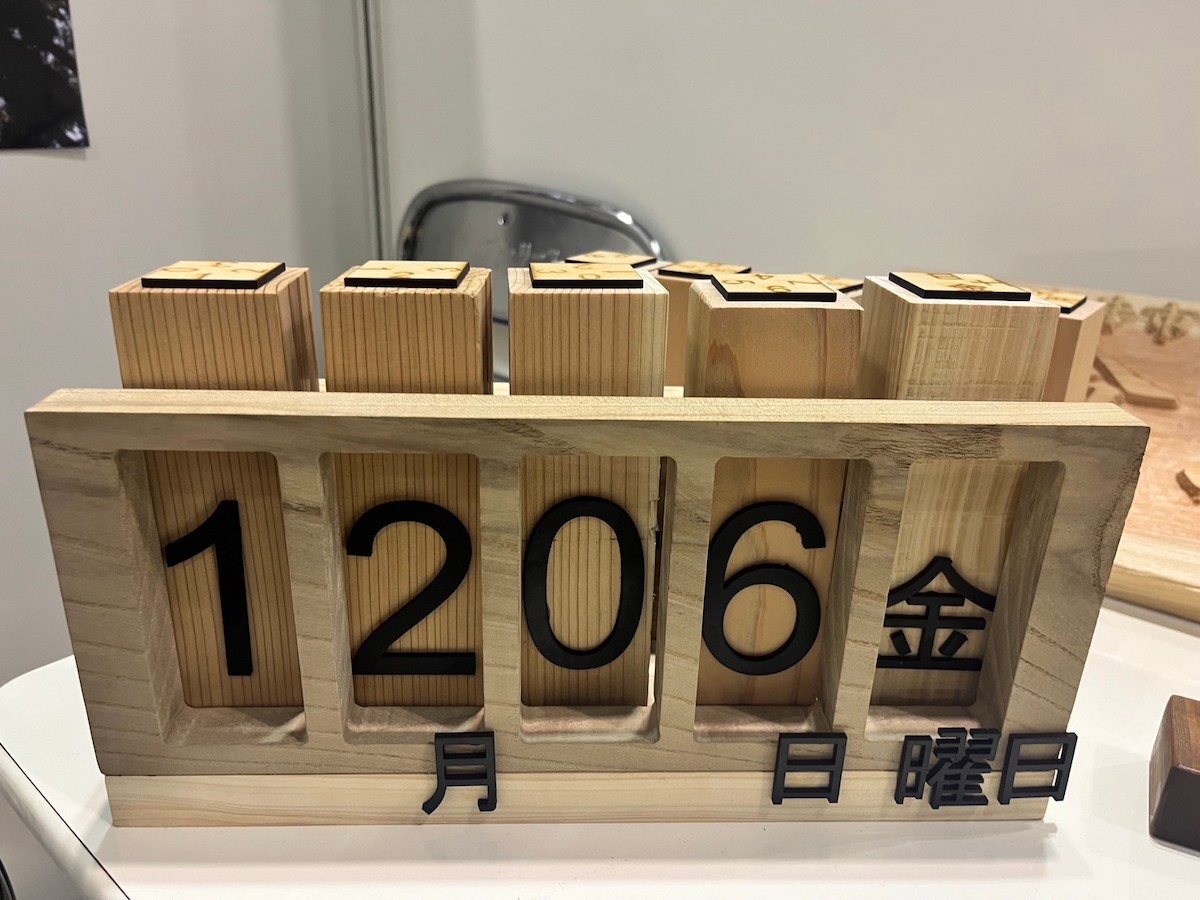 1 2 0 6 金
月 日 曜日